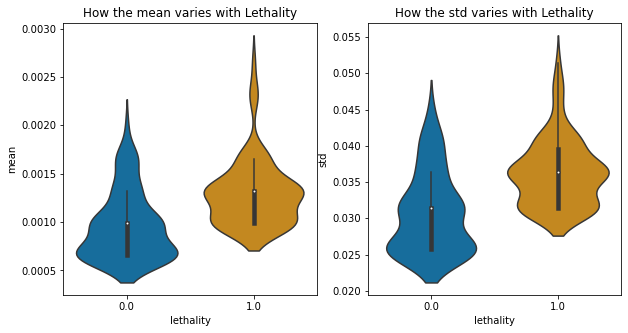 How the mean varies with Lethality
0.0030
0.0025
0.0020
0.0015
0.0010
0.0005
mean
0.0 1.0
lethality
How the std varies with Lethality
0.055
0.050
0.045
0.040
0.035
0.030
0.025
0.020
std
0.0 1.0
lethality